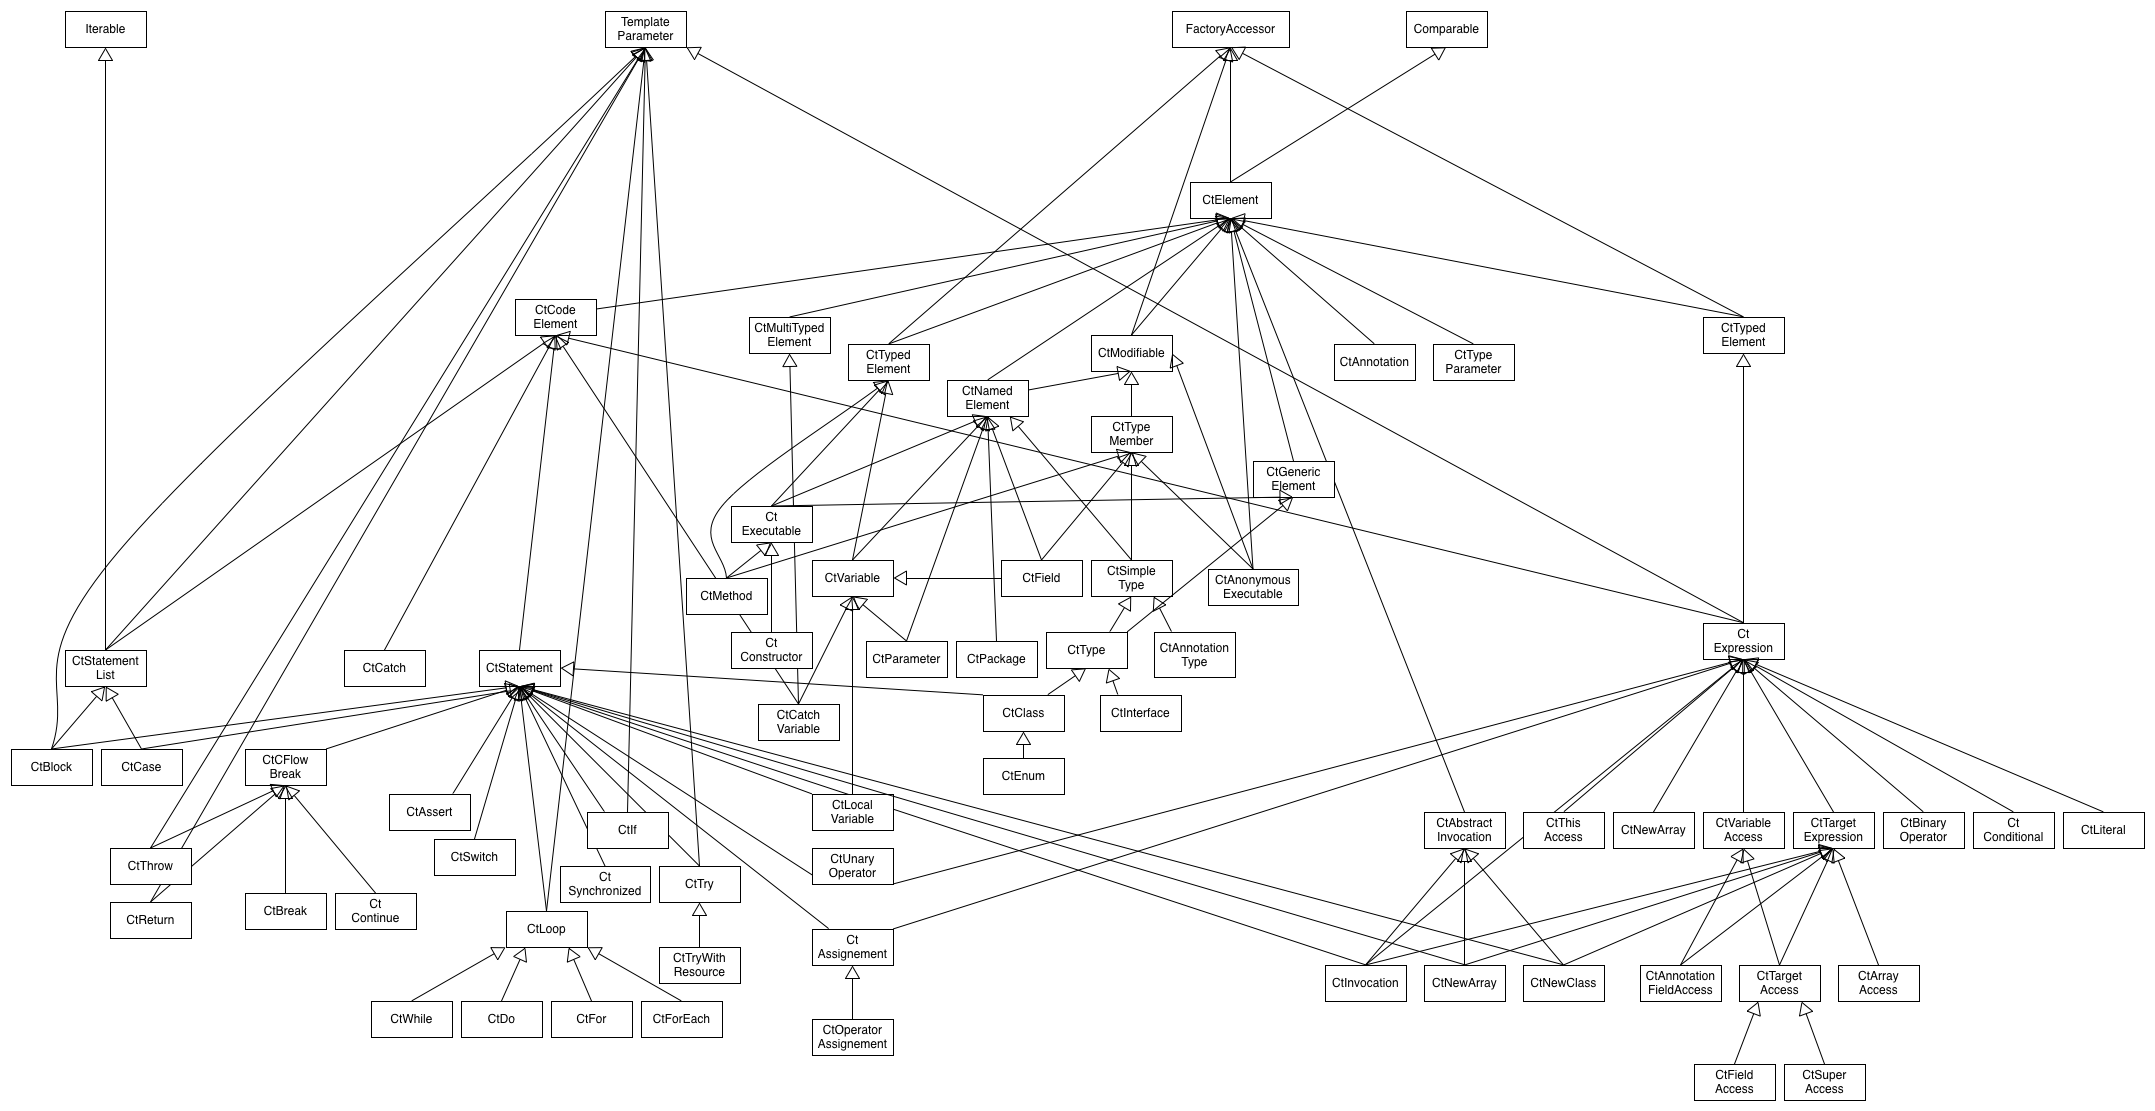 Iterable
Template
Parameter
FactoryAccessor
Comparable
CtElement
CtCode
Element
CtMultiTyped
Element
CtTyped
Element
CtModifiable
CtAnnotation
CtType
Parameter
CtTyped
Element
CtNamed
Element
CtType
Member
CtGeneric
Element
Ct
Executable
CtMethod
CtVariable
CtField
CtSimple
Type
CtAnonymous
Executable
CtStatement
List
CtCatch
CtStatement
Ct
Constructor
CtParameter
CtPackage
CtType
CtAnnotation
Type
Ct
Expression
CtCatch
Variable
CtClass
CtInterface
CtBlock
CtCase
CtCFlow
Break
CtEnum
CtAssert
CtSwitch
CtIf
CtLocal
Variable
CtAbstract
Invocation
CtThis
Access
CtNewArray
CtVariable
Access
CtTarget
Expression
CtBinary
Operator
Ct
Conditional
CtLiteral
CtThrow
CtReturn
CtBreak
Ct
Continue
Ct
Synchronized
CtTry
CtUnary
Operator
CtLoop
CtTryWith
Resource
Ct
Assignement
CtInvocation
CtNewArray
CtNewClass
CtAnnotation
FieldAccess
CtTarget
Access
CtArray
Access
CtWhile
CtDo
CtFor
CtForEach
CtOperator
Assignement
CtField
Access
CtSuper
Access